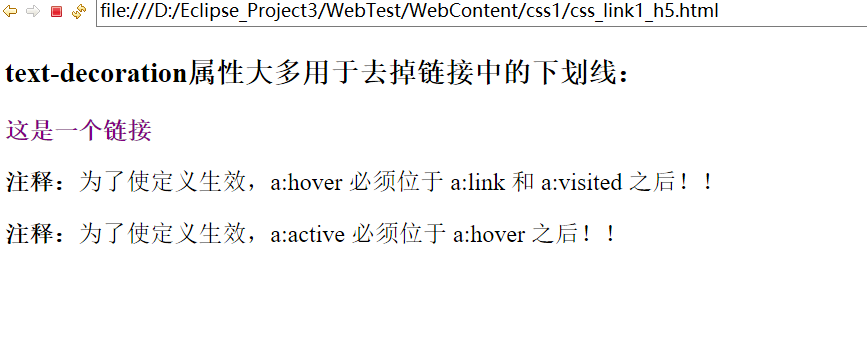 file:///D:/Eclipse_Project3/WebTest/WebContent/css1/css_link1_h5.html
text-decoration属性大多用于去掉链接中的下划线：
这是一个链接
注释：为了使定义生效，a:hover 必须位于 a:link 和 a:visited 之后！！
注释：为了使定义生效，a:active 必须位于 a:hover 之后！！